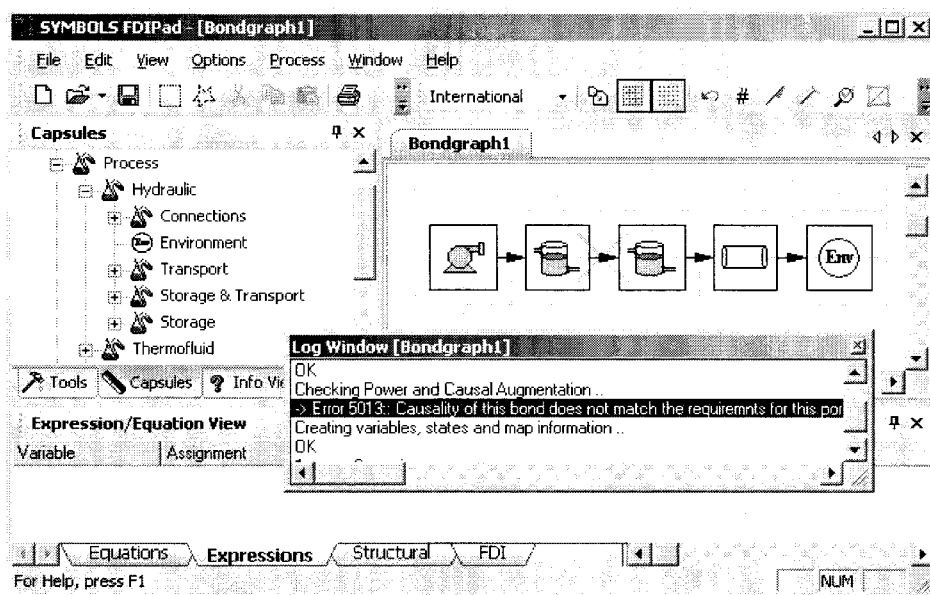 SYMBOLS FDIPad - [Bondgraph1]
File Edit View Options Process Window Help
International
#
Capsules
Bondgraph1
Process
Hydraulic
Connections
Environment
Transport
Storage & Transport
Storage
Thermofluid
Env
Tools Capsules Info Vie
Log Window [Bondgraph1]
OK
Checking Power and Causal Augmentation ..
-> Error 5013:: Causality of this bond does not match the requiremnts for this por
Creating variables, states and map information ..
OK
Expression/Equation View
Variable Assignment
Equations Expressions Structural FDI
For Help, press F1
NUM